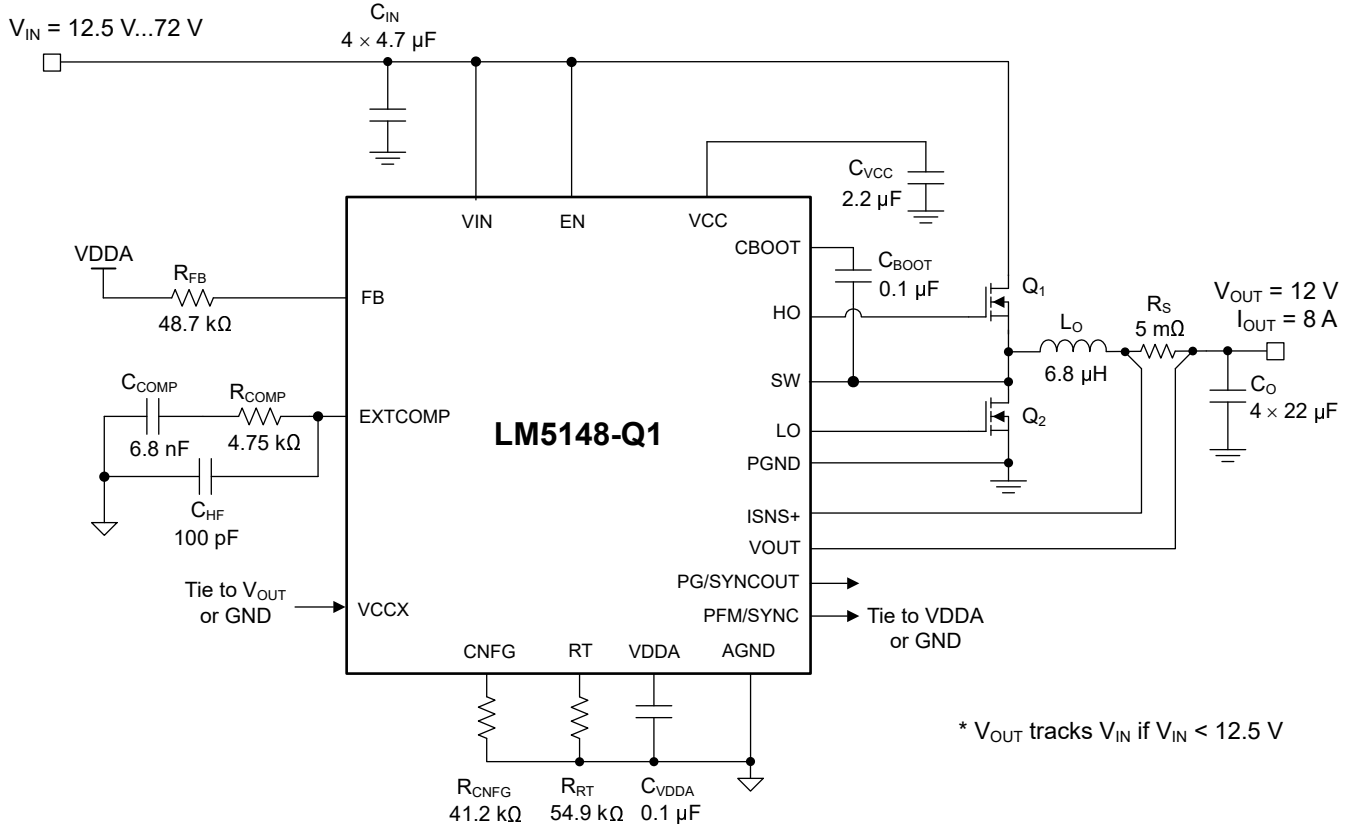 V_IN = 12.5 V...72 V
C_IN
4 × 4.7 µF
C_VCC
2.2 µF
VIN
EN
VCC
VDDA
R_FB
48.7 kΩ
FB
CBOOT
C_BOOT
0.1 µF
HO
Q_1
V_OUT = 12 V
I_OUT = 8 A
L_O
6.8 µH
R_S
5 mΩ
C_O
4 × 22 µF
SW
C_COMP
6.8 nF
R_COMP
4.75 kΩ
EXTCOMP
LM5148-Q1
LO
Q_2
PGND
C_HF
100 pF
ISNS+
VOUT
Tie to V_OUT
or GND
VCCX
PG/SYNCOUT
PFM/SYNC
Tie to VDDA
or GND
CNFG
RT
VDDA
AGND
* V_OUT tracks V_IN if V_IN < 12.5 V
R_CNFG
41.2 kΩ
R_RT
54.9 kΩ
C_VDDA
0.1 µF